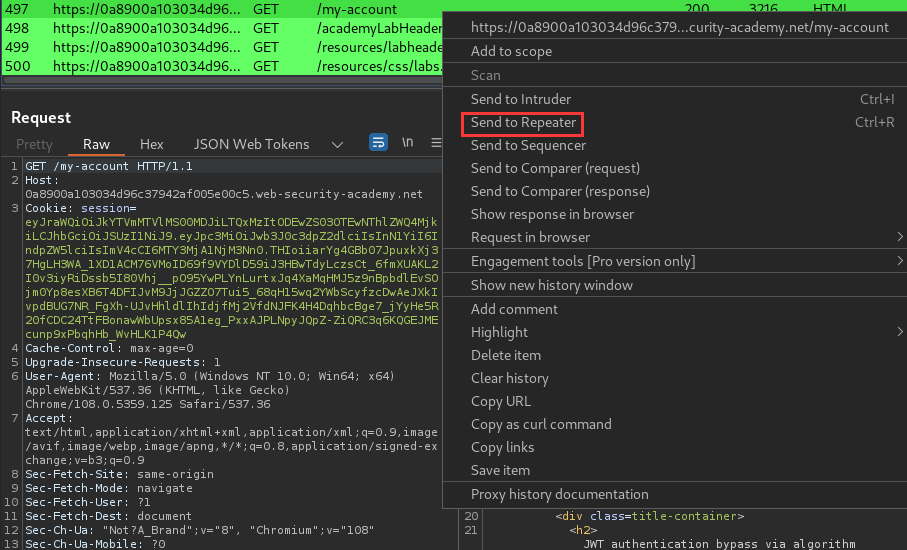 497 https://0a8900a103034d96... GET /my-account 200 3216 HTML
498 https://0a8900a103034d96... GET /academyLabHeader
499 https://0a8900a103034d96... GET /resources/labheade
500 https://0a8900a103034d96... GET /resources/css/labs.
https://0a8900a103034d96c379...curity-academy.net/my-account
Add to scope
Scan
Send to Intruder Ctrl+I
Send to Repeater Ctrl+R
Send to Sequencer
Send to Comparer (request)
Send to Comparer (response)
Show response in browser
Request in browser
Engagement tools [Pro version only]
Show new history window
Add comment
Highlight
Delete item
Clear history
Copy URL
Copy as curl command
Copy links
Save item
Proxy history documentation
Request
Pretty Raw Hex JSON Web Tokens \n
1 GET /my-account HTTP/1.1
2 Host:
0a8900a103034d96c37942af005e00c5.web-security-academy.net
3 Cookie: session=
4 Cache-Control: max-age=0
5 Upgrade-Insecure-Requests: 1
6 User-Agent: Mozilla/5.0 (Windows NT 10.0; Win64; x64)
AppleWebKit/537.36 (KHTML, like Gecko)
Chrome/108.0.5359.125 Safari/537.36
7 Accept:
text/html,application/xhtml+xml,application/xml;q=0.9,image
/avif,image/webp,image/apng,*/*;q=0.8,application/signed-ex
change;v=b3;q=0.9
8 Sec-Fetch-Site: same-origin
9 Sec-Fetch-Mode: navigate
10 Sec-Fetch-User: ?1
11 Sec-Fetch-Dest: document
12 Sec-Ch-Ua: "Not?A_Brand";v="8", "Chromium";v="108"
13 Sec-Ch-Ua-Mobile: ?0
20 <div class=title-container>
21 <h2>
JWT authentication bypass via algorithm